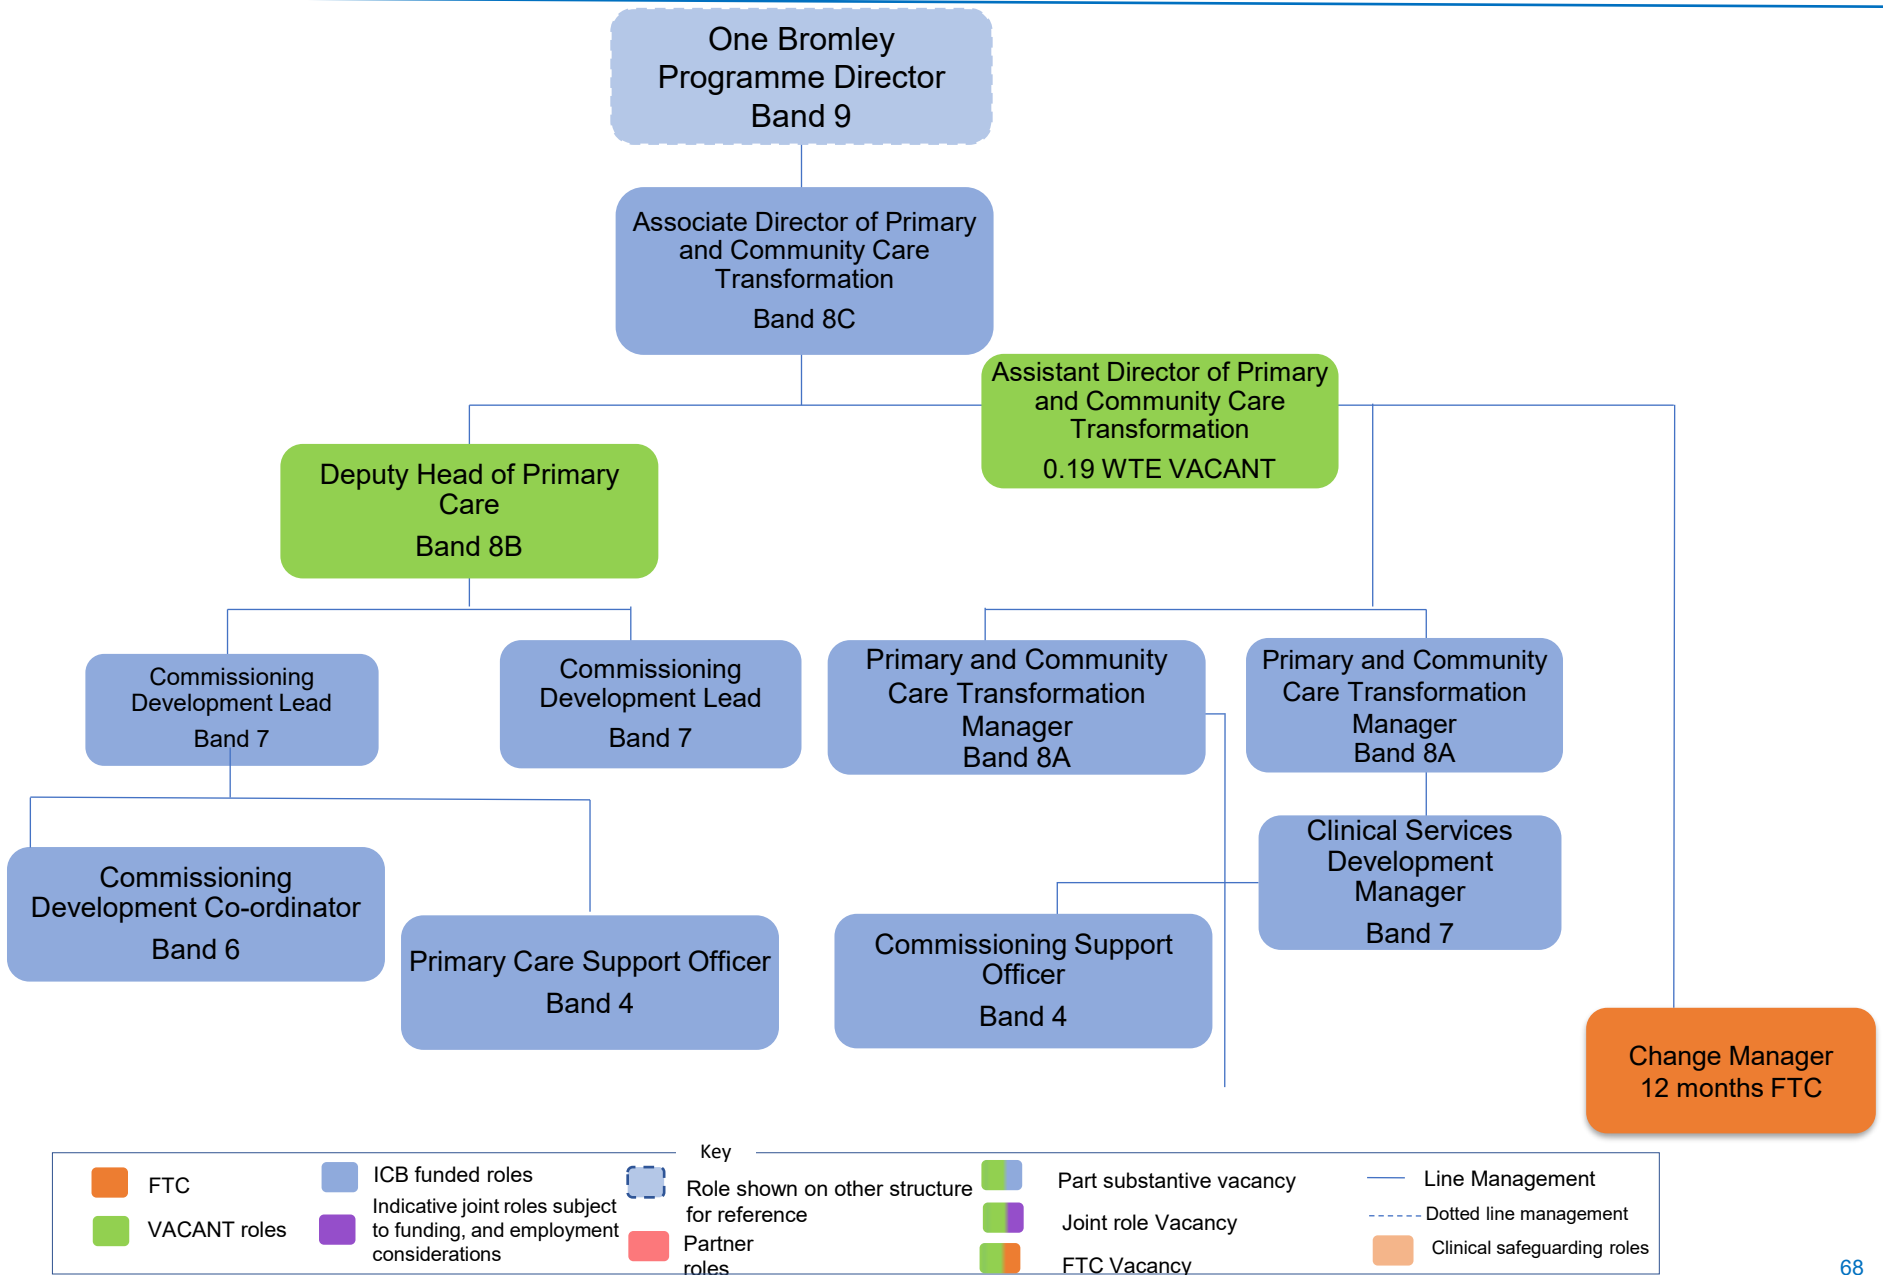 One Bromley
Programme Director
Band 9
Associate Director of Primary
and Community Care
Transformation
Band 8C
Assistant Director of Primary
and Community Care
Transformation
0.19 WTE VACANT
Deputy Head of Primary
Care
Band 8B
Commissioning
Development Lead
Band 7
Commissioning
Development Lead
Band 7
Primary and Community
Care Transformation
Manager
Band 8A
Primary and Community
Care Transformation
Manager
Band 8A
Commissioning
Development Co-ordinator
Band 6
Primary Care Support Officer
Band 4
Commissioning Support
Officer
Band 4
Clinical Services
Development
Manager
Band 7
Change Manager
12 months FTC
Key
FTC
VACANT roles
ICB funded roles
Indicative joint roles subject
to funding, and employment
considerations
Role shown on other structure
for reference
Partner
roles
Part substantive vacancy
Joint role Vacancy
FTC Vacancy
Line Management
Dotted line management
Clinical safeguarding roles
68